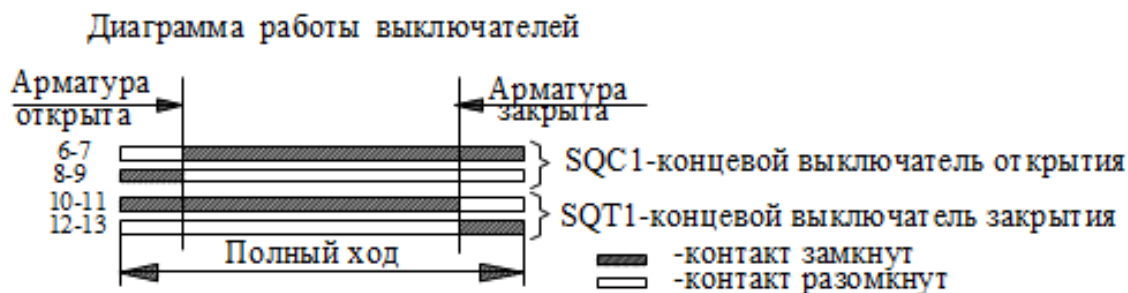 Диаграмма работы выключателей
Арматура
открыта
Арматура
закрыта
6-7
8-9
SQC1-концевой выключатель открытия
10-11
12-13
SQT1-концевой выключатель закрытия
Полный ход
-контакт замкнут
-контакт разомкнут